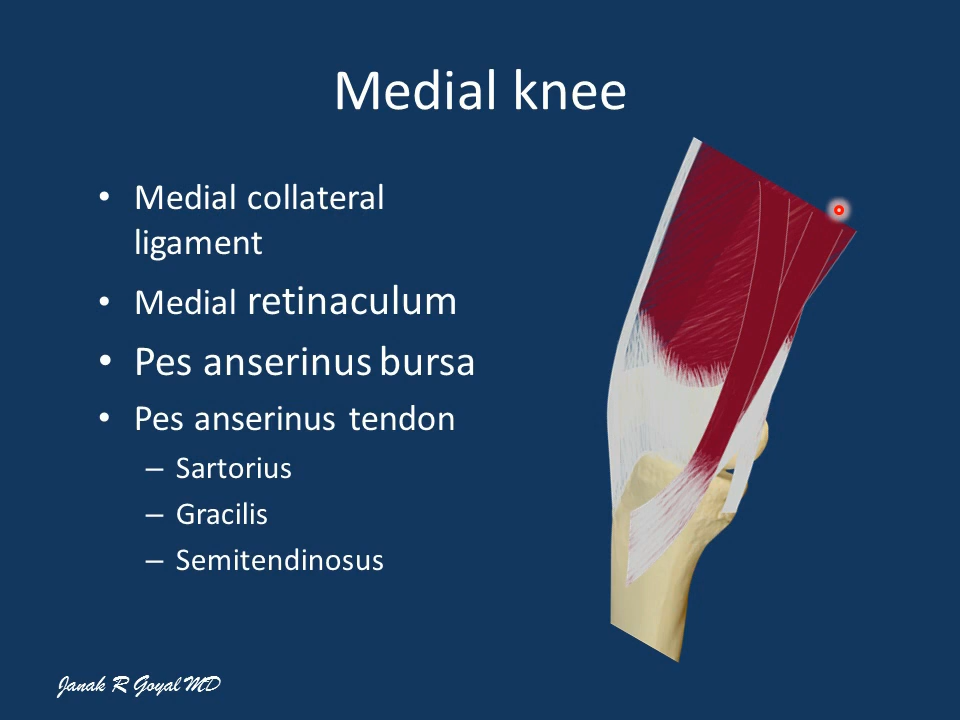 Medial knee
• Medial collateral
ligament
• Medial retinaculum
• Pes anserinus bursa
• Pes anserinus tendon
– Sartorius
– Gracilis
– Semitendinosus
Janak R Goyal MD